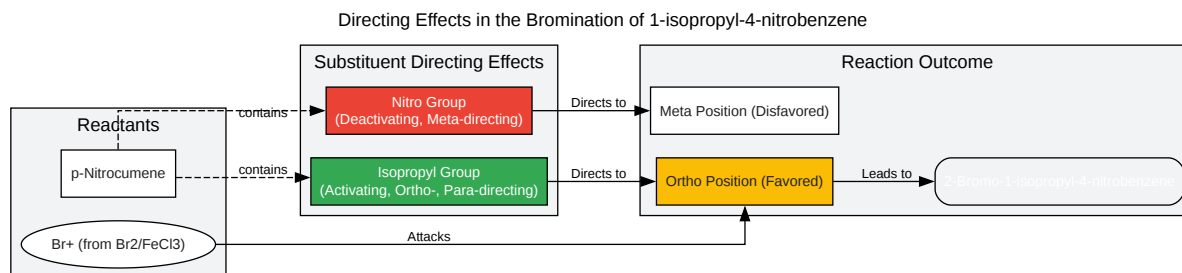 Directing Effects in the Bromination of 1-isopropyl-4-nitrobenzene
Substituent Directing Effects
Reaction Outcome
Reactants
Nitro Group
(Deactivating, Meta-directing)
Directs to
Meta Position (Disfavored)
contains
p-Nitrocumene
contains
Isopropyl Group
(Activating, Ortho-, Para-directing)
Directs to
Ortho Position (Favored)
Leads to
2-Bromo-1-isopropyl-4-nitrobenzene
Br+ (from Br2/FeCl3)
Attacks